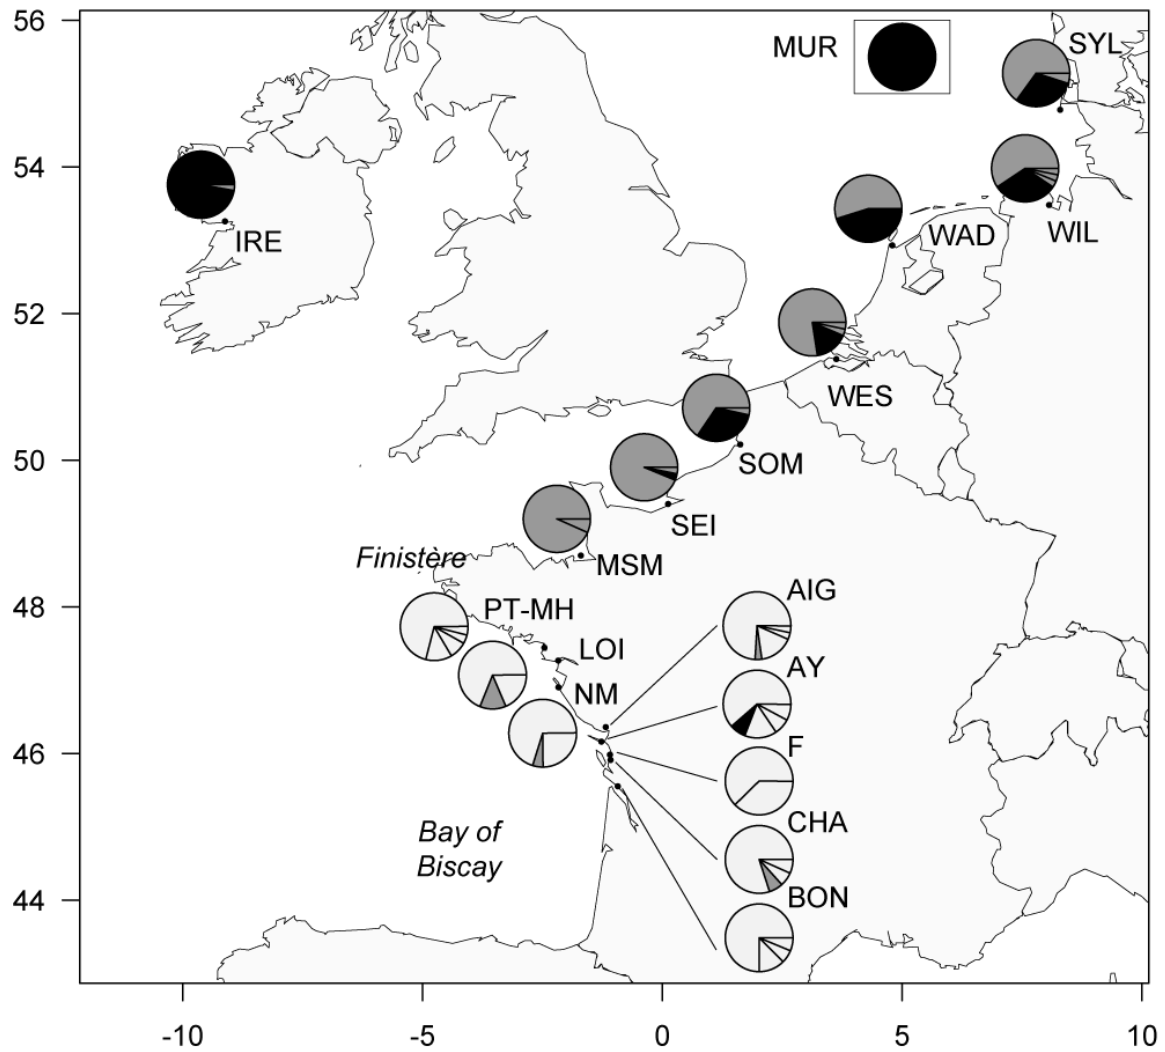 56
54
52
50
48
46
44
MUR
SYL
IRE
WAD
WIL
WES
SOM
SEI
Finistère
MSM
PT-MH
AIG
LOI
AY
NM
F
CHA
Bay of
Biscay
BON
-10
-5
0
5
10